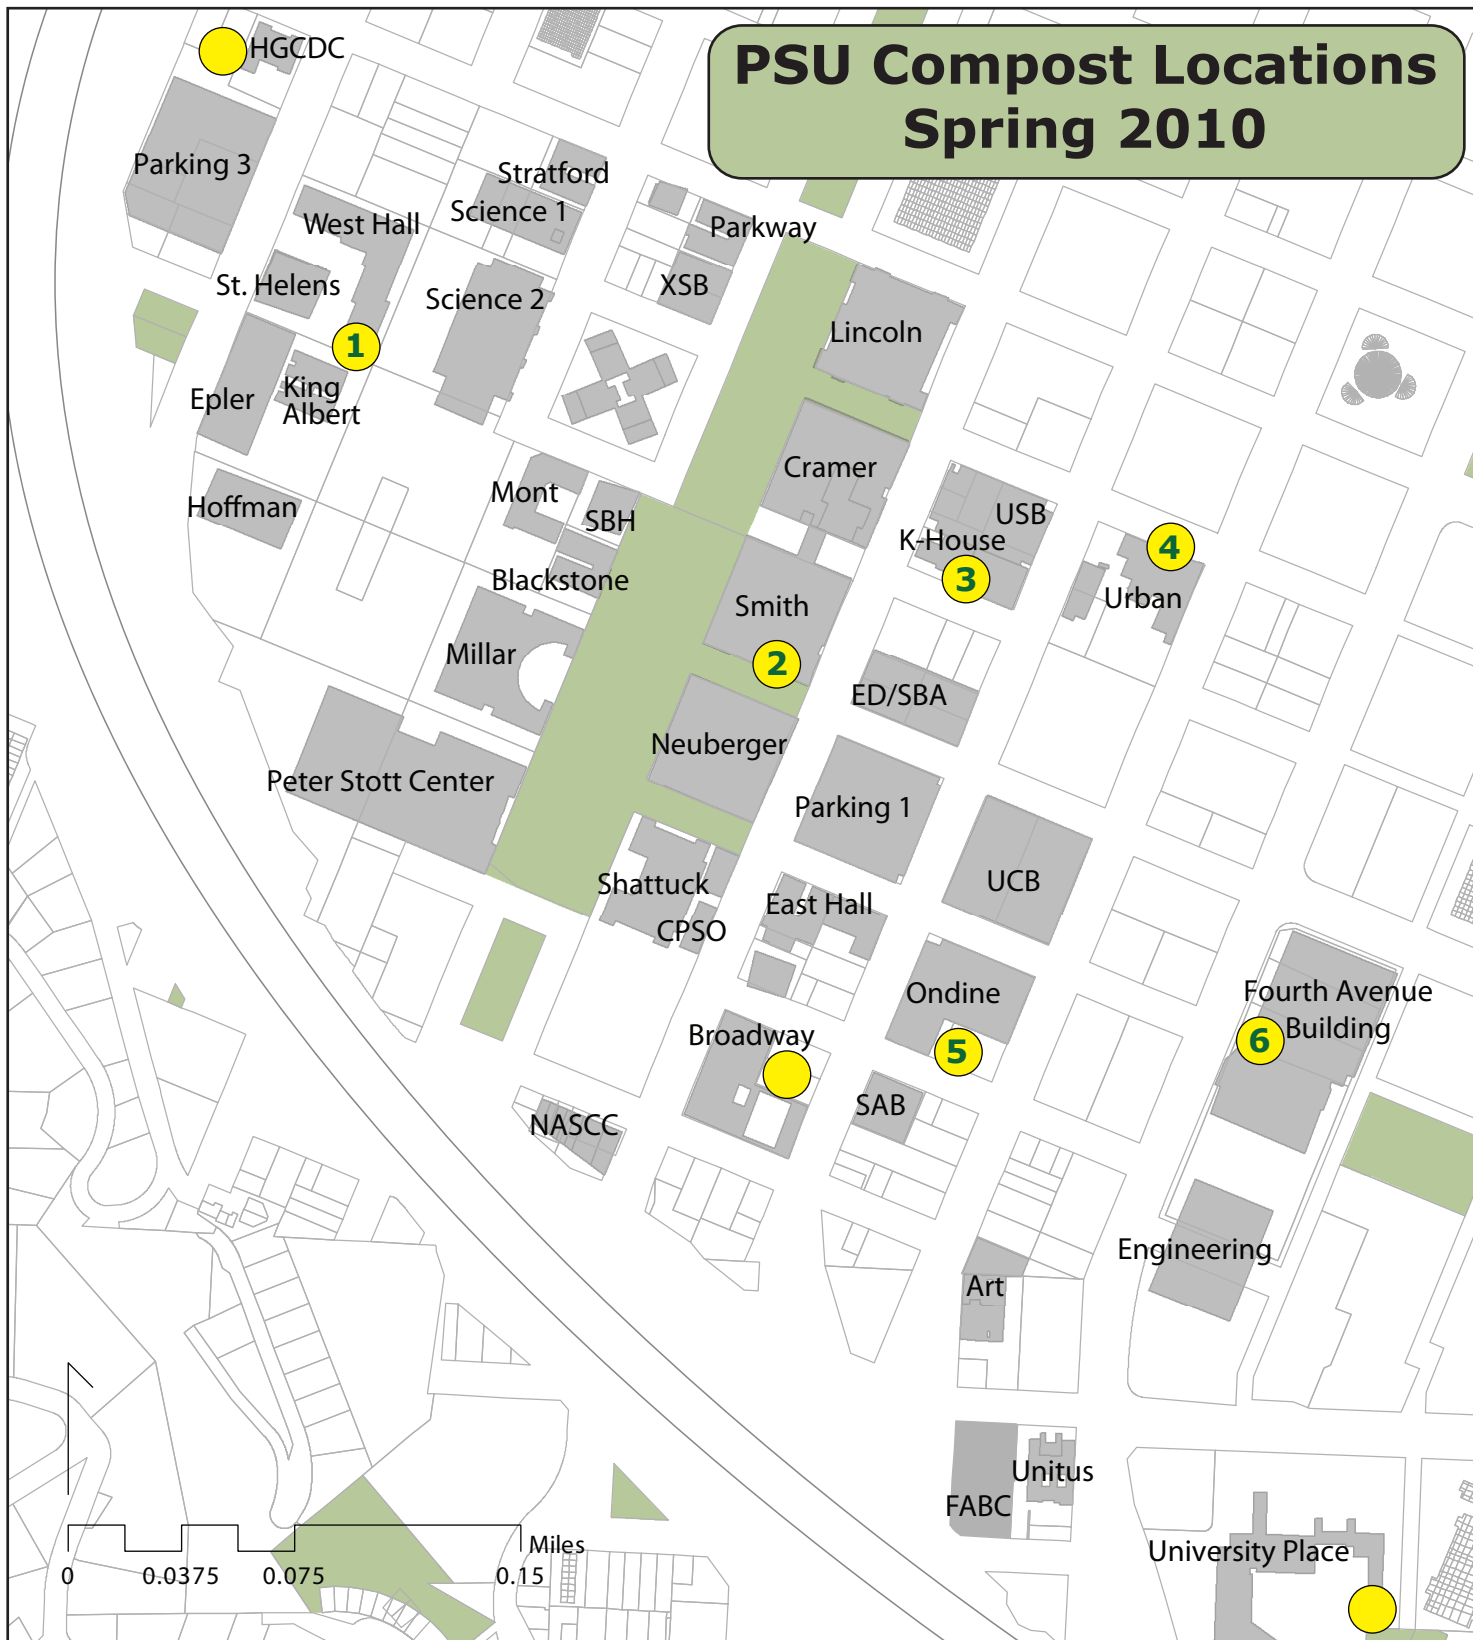 PSU Compost Locations
Spring 2010
HGCDC
Parking 3
Stratford
Science 1
West Hall
Parkway
St. Helens
Science 2
XSB
Lincoln
1
King
Albert
Epler
Cramer
Hoffman
Mont
SBH
USB
K-House
3
4
Blackstone
Smith
Urban
Millar
2
ED/SBA
Neuberger
Peter Stott Center
Parking 1
Shattuck
UCB
East Hall
CPSO
Ondine
Fourth Avenue
Building
6
Broadway
5
SAB
NASCC
Engineering
Art
Unitus
FABC
University Place
Miles
0
0.0375
0.075
0.15